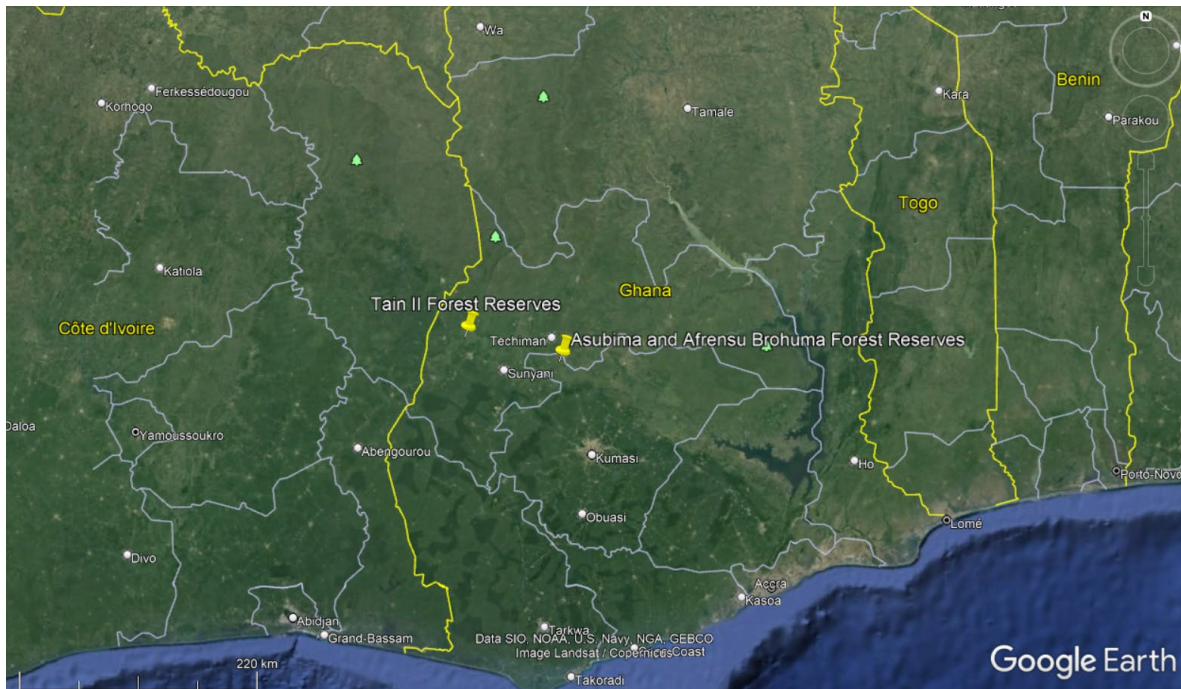 N
Wa
Benin
Ferkessédougou
Kara
Korhogo
Tamale
Parakou
Togo
Katiola
Ghana
Tain II Forest Reserves
Côte d'Ivoire
Techiman
Asubima and Afrensu Brohuma Forest Reserves
Sunyani
Daloa
Yamoussoukro
Abengourou
Kumasi
Ho
Porto-Novo
Obuasi
Lomé
Divo
Accra
Kasoa
Abidjan
Tarkwa
Grand-Bassam
Data SIO, NOAA, U.S. Navy, NGA, GEBCO
Image Landsat / Copernicus
Coast
220 km
Google Earth
Takoradi